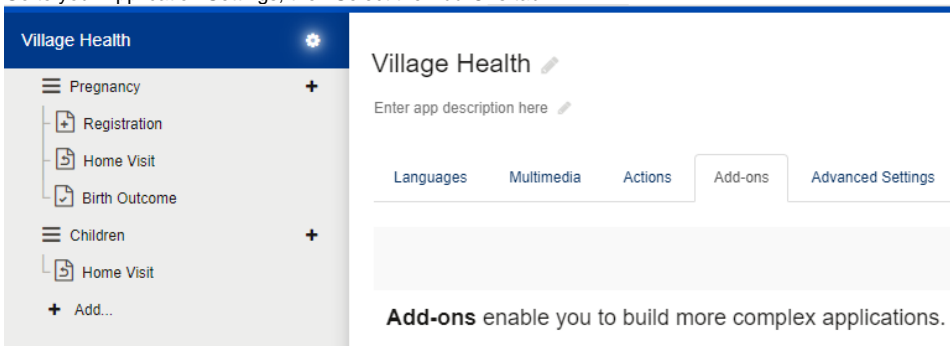 Village Health
Pregnancy
Registration
Home Visit
Birth Outcome
Children
Home Visit
Add...
Village Health
Enter app description here
Languages Multimedia Actions Add-ons Advanced Settings
Add-ons enable you to build more complex applications.